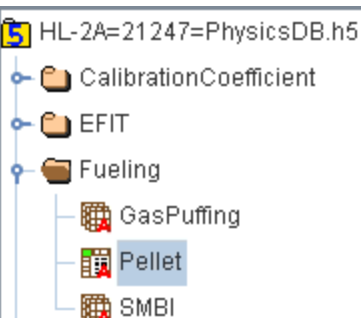 HL-2A=21247=PhysicsDB.h5
CalibrationCoefficient
EFIT
Fueling
GasPuffing
Pellet
SMBI